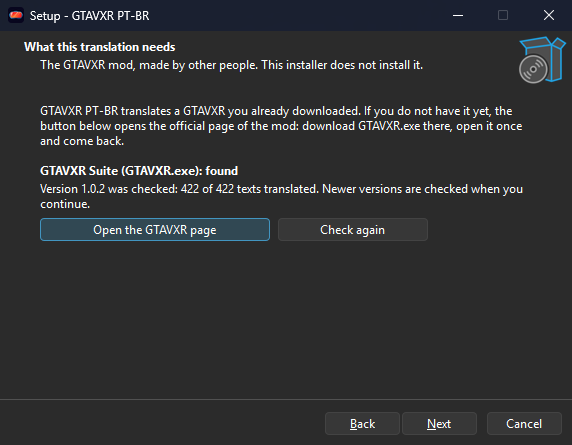 Setup - GTAVXR PT-BR
What this translation needs
The GTAVXR mod, made by other people. This installer does not install it.
GTAVXR PT-BR translates a GTAVXR you already downloaded. If you do not have it yet, the
button below opens the official page of the mod: download GTAVXR.exe there, open it once
and come back.
GTAVXR Suite (GTAVXR.exe): found
Version 1.0.2 was checked: 422 of 422 texts translated. Newer versions are checked when you
continue.
Open the GTAVXR page
Check again
Back
Next
Cancel